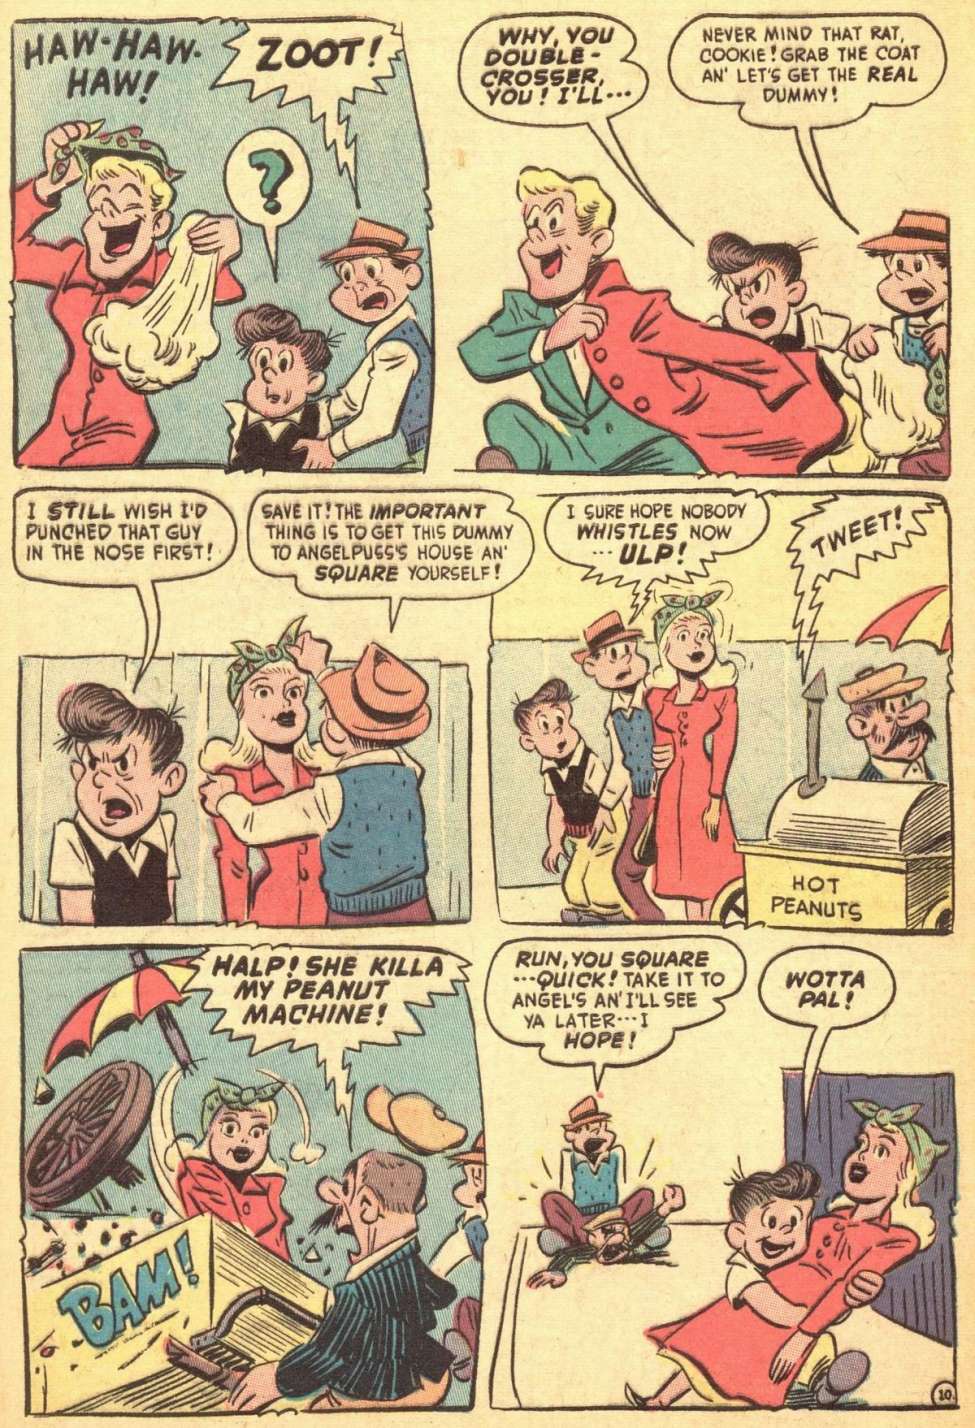 HAW-HAW-
HAW!
ZOOT!
?
WHY, YOU
DOUBLE-
CROSSER,
YOU! I'LL---
NEVER MIND THAT RAT,
COOKIE! GRAB THE COAT
AN' LET'S GET THE REAL
DUMMY!
I STILL WISH I'D
PUNCHED THAT GUY
IN THE NOSE FIRST!
SAVE IT! THE IMPORTANT
THING IS TO GET THIS DUMMY
TO ANGELPUSS'S HOUSE AN'
SQUARE YOURSELF!
I SURE HOPE NOBODY
WHISTLES NOW
--- ULP!
TWEET!
HOT
PEANUTS
HALP! SHE KILLA
MY PEANUT
MACHINE!
BAM!
RUN, YOU SQUARE
---QUICK! TAKE IT TO
ANGEL'S AN' I'LL SEE
YA LATER---I
HOPE!
WOTTA
PAL!
10